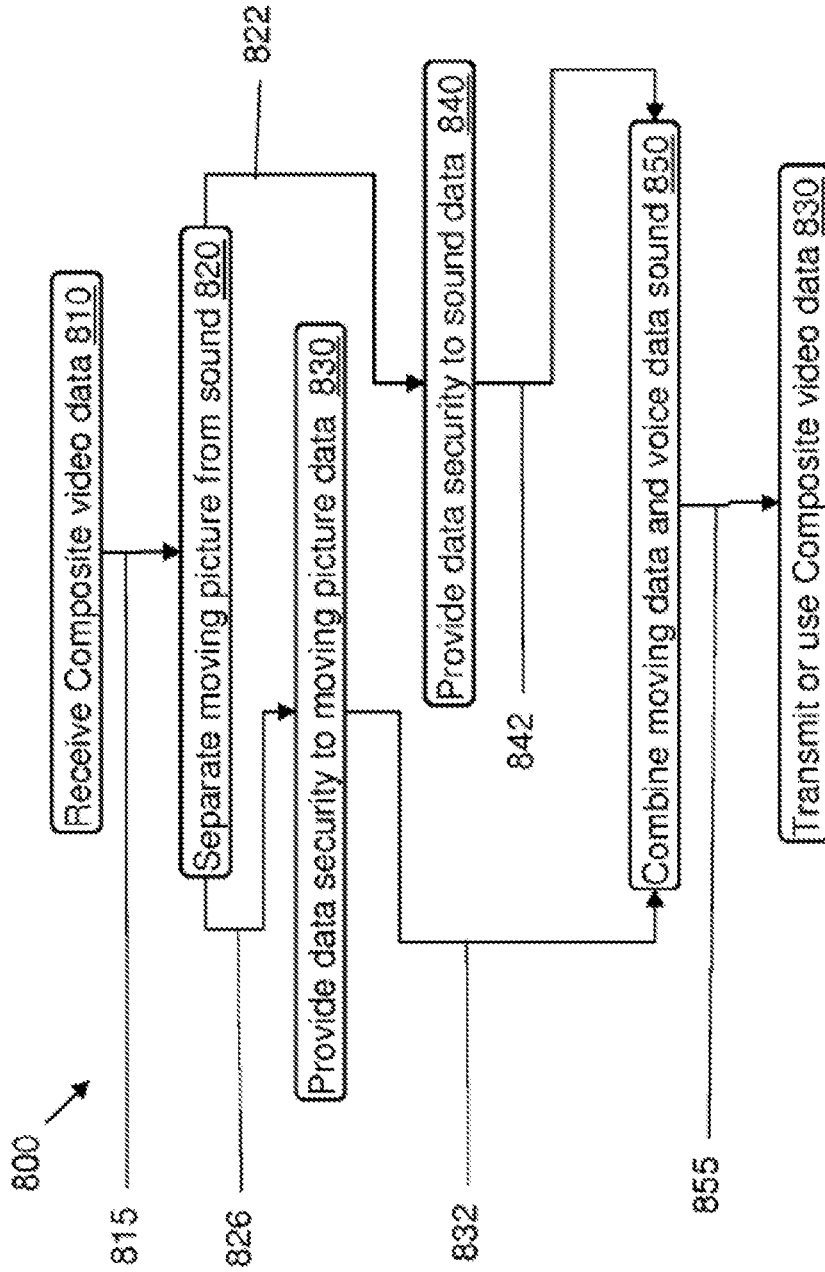 800
815
Receive Composite video data 810
822
Separate moving picture from sound 820
826
Provide data security to moving picture data 830
Provide data security to sound data 840
832
842
Combine moving data and voice data sound 850
855
Transmit or use Composite video data 830